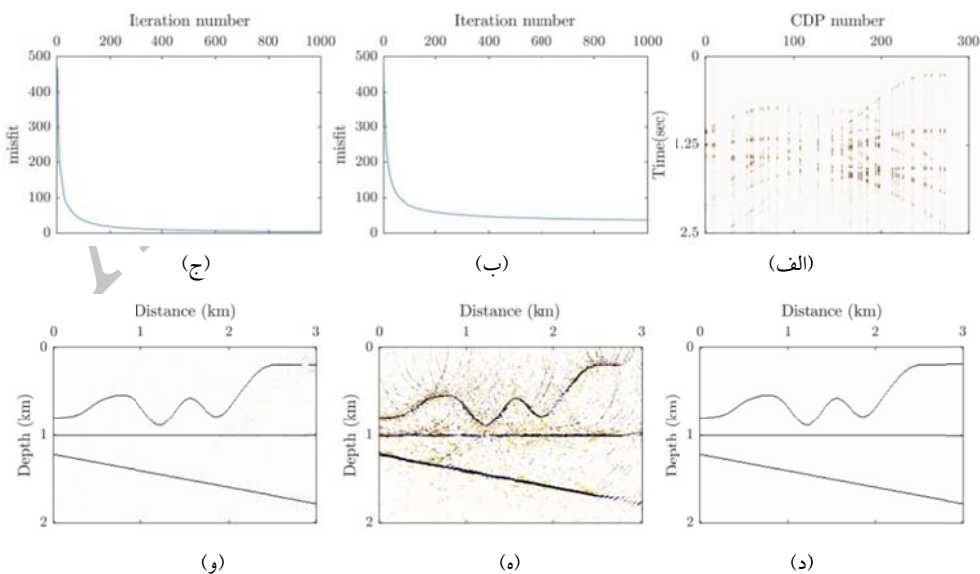 Iteration number
0 200 400 600 800 1000
500
400
300
200
100
0
misfit
(ج)
Iteration number
0 200 400 600 800 1000
500
400
300
200
100
0
misfit
(ب)
CDP number
0 100 200 300
0
1.25
2.5
Time(sec)
(الف)
Distance (km)
0 1 2 3
0
1
2
Depth (km)
(و)
Distance (km)
0 1 2 3
0
1
2
Depth (km)
(ه)
Distance (km)
0 1 2 3
0
1
2
Depth (km)
(د)